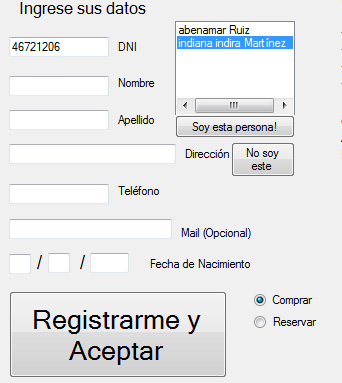 Ingrese sus datos
46721206 DNI
abenamar Ruiz
indiana indira Martínez
Nombre
Apellido
Soy esta persona!
Dirección
No soy
este
Teléfono
Mail (Opcional)
/ / Fecha de Nacimiento
Registrarme y
Aceptar
Comprar
Reservar